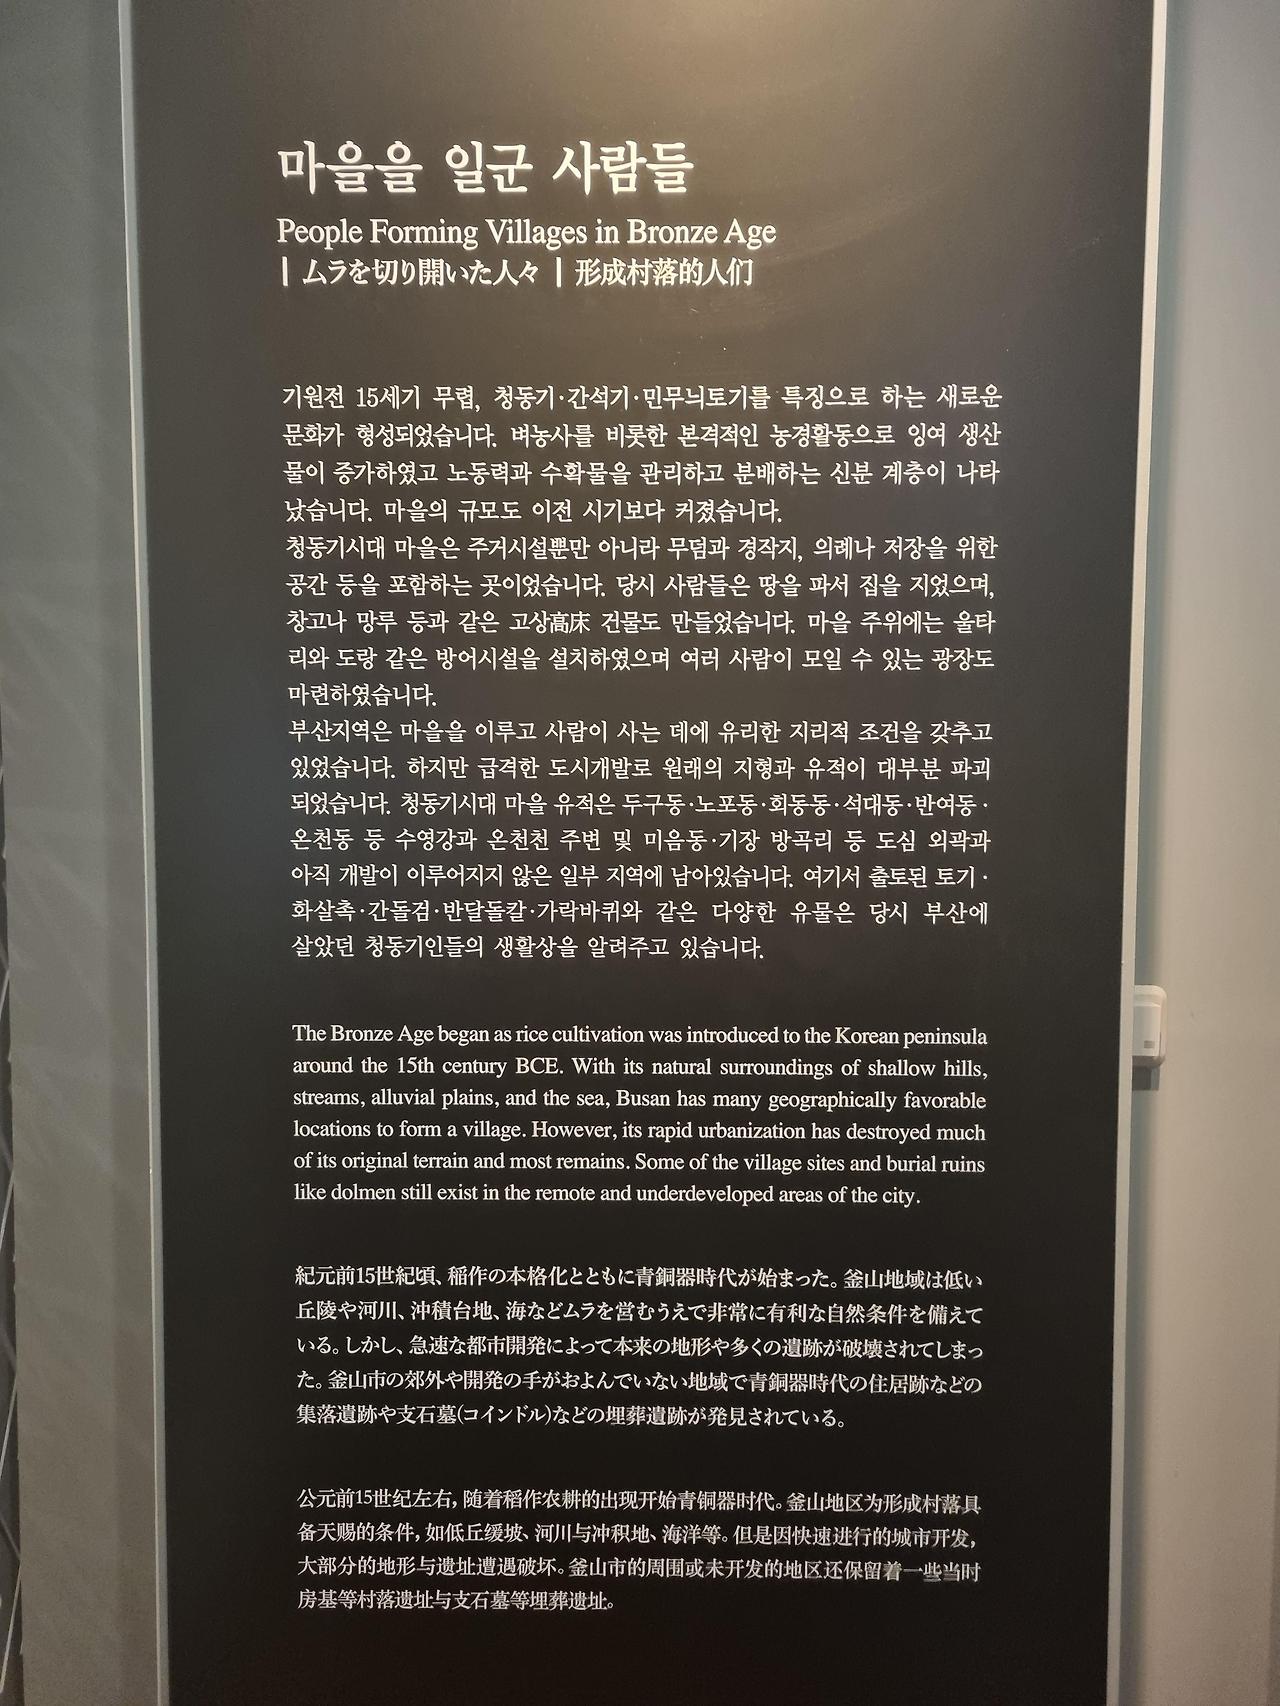 마을을 일군 사람들
People Forming Villages in Bronze Age
| ムラを切り開いた人々 | 形成村落的人们
기원전 15세기 무렵, 청동기·간석기·민무늬토기를 특징으로 하는 새로운
문화가 형성되었습니다. 벼농사를 비롯한 본격적인 농경활동으로 잉여 생산
물이 증가하였고 노동력과 수확물을 관리하고 분배하는 신분 계층이 나타
났습니다. 마을의 규모도 이전 시기보다 커졌습니다.
청동기시대 마을은 주거시설뿐만 아니라 무덤과 경작지, 의례나 저장을 위한
공간 등을 포함하는 곳이었습니다. 당시 사람들은 땅을 파서 집을 지었으며,
창고나 망루 등과 같은 고상高床 건물도 만들었습니다. 마을 주위에는 울타
리와 도랑 같은 방어시설을 설치하였으며 여러 사람이 모일 수 있는 광장도
마련하였습니다.
부산지역은 마을을 이루고 사람이 사는 데에 유리한 지리적 조건을 갖추고
있었습니다. 하지만 급격한 도시개발로 원래의 지형과 유적이 대부분 파괴
되었습니다. 청동기시대 마을 유적은 두구동·노포동·회동동·석대동·반여동·
온천동 등 수영강과 온천천 주변 및 미음동·기장 방곡리 등 도심 외곽과
아직 개발이 이루어지지 않은 일부 지역에 남아있습니다. 여기서 출토된 토기·
화살촉·간돌검·반달돌칼·가락바퀴와 같은 다양한 유물은 당시 부산에
살았던 청동기인들의 생활상을 알려주고 있습니다.
The Bronze Age began as rice cultivation was introduced to the Korean peninsula
around the 15th century BCE. With its natural surroundings of shallow hills,
streams, alluvial plains, and the sea, Busan has many geographically favorable
locations to form a village. However, its rapid urbanization has destroyed much
of its original terrain and most remains. Some of the village sites and burial ruins
like dolmen still exist in the remote and underdeveloped areas of the city.
紀元前15世紀頃、稲作の本格化とともに青銅器時代が始まった。釜山地域は低い
丘陵や河川、沖積台地、海などムラを営むうえで非常に有利な自然条件を備えて
いる。しかし、急速な都市開発によって本来の地形や多くの遺跡が破壊されてしまっ
た。釜山市の郊外や開発の手がおよんでいない地域で青銅器時代の住居跡などの
集落遺跡や支石墓(コインドル)などの埋葬遺跡が発見されている。
公元前15世纪左右, 随着稻作农耕的出现开始青铜器时代。釜山地区为形成村落具
备天赐的条件, 如低丘缓坡、河川与冲积地、海洋等。但是因快速进行的城市开发,
大部分的地形与遗址遭遇破坏。釜山市的周围或未开发的地区还保留着一些当时
房基等村落遗址与支石墓等埋葬遗址。